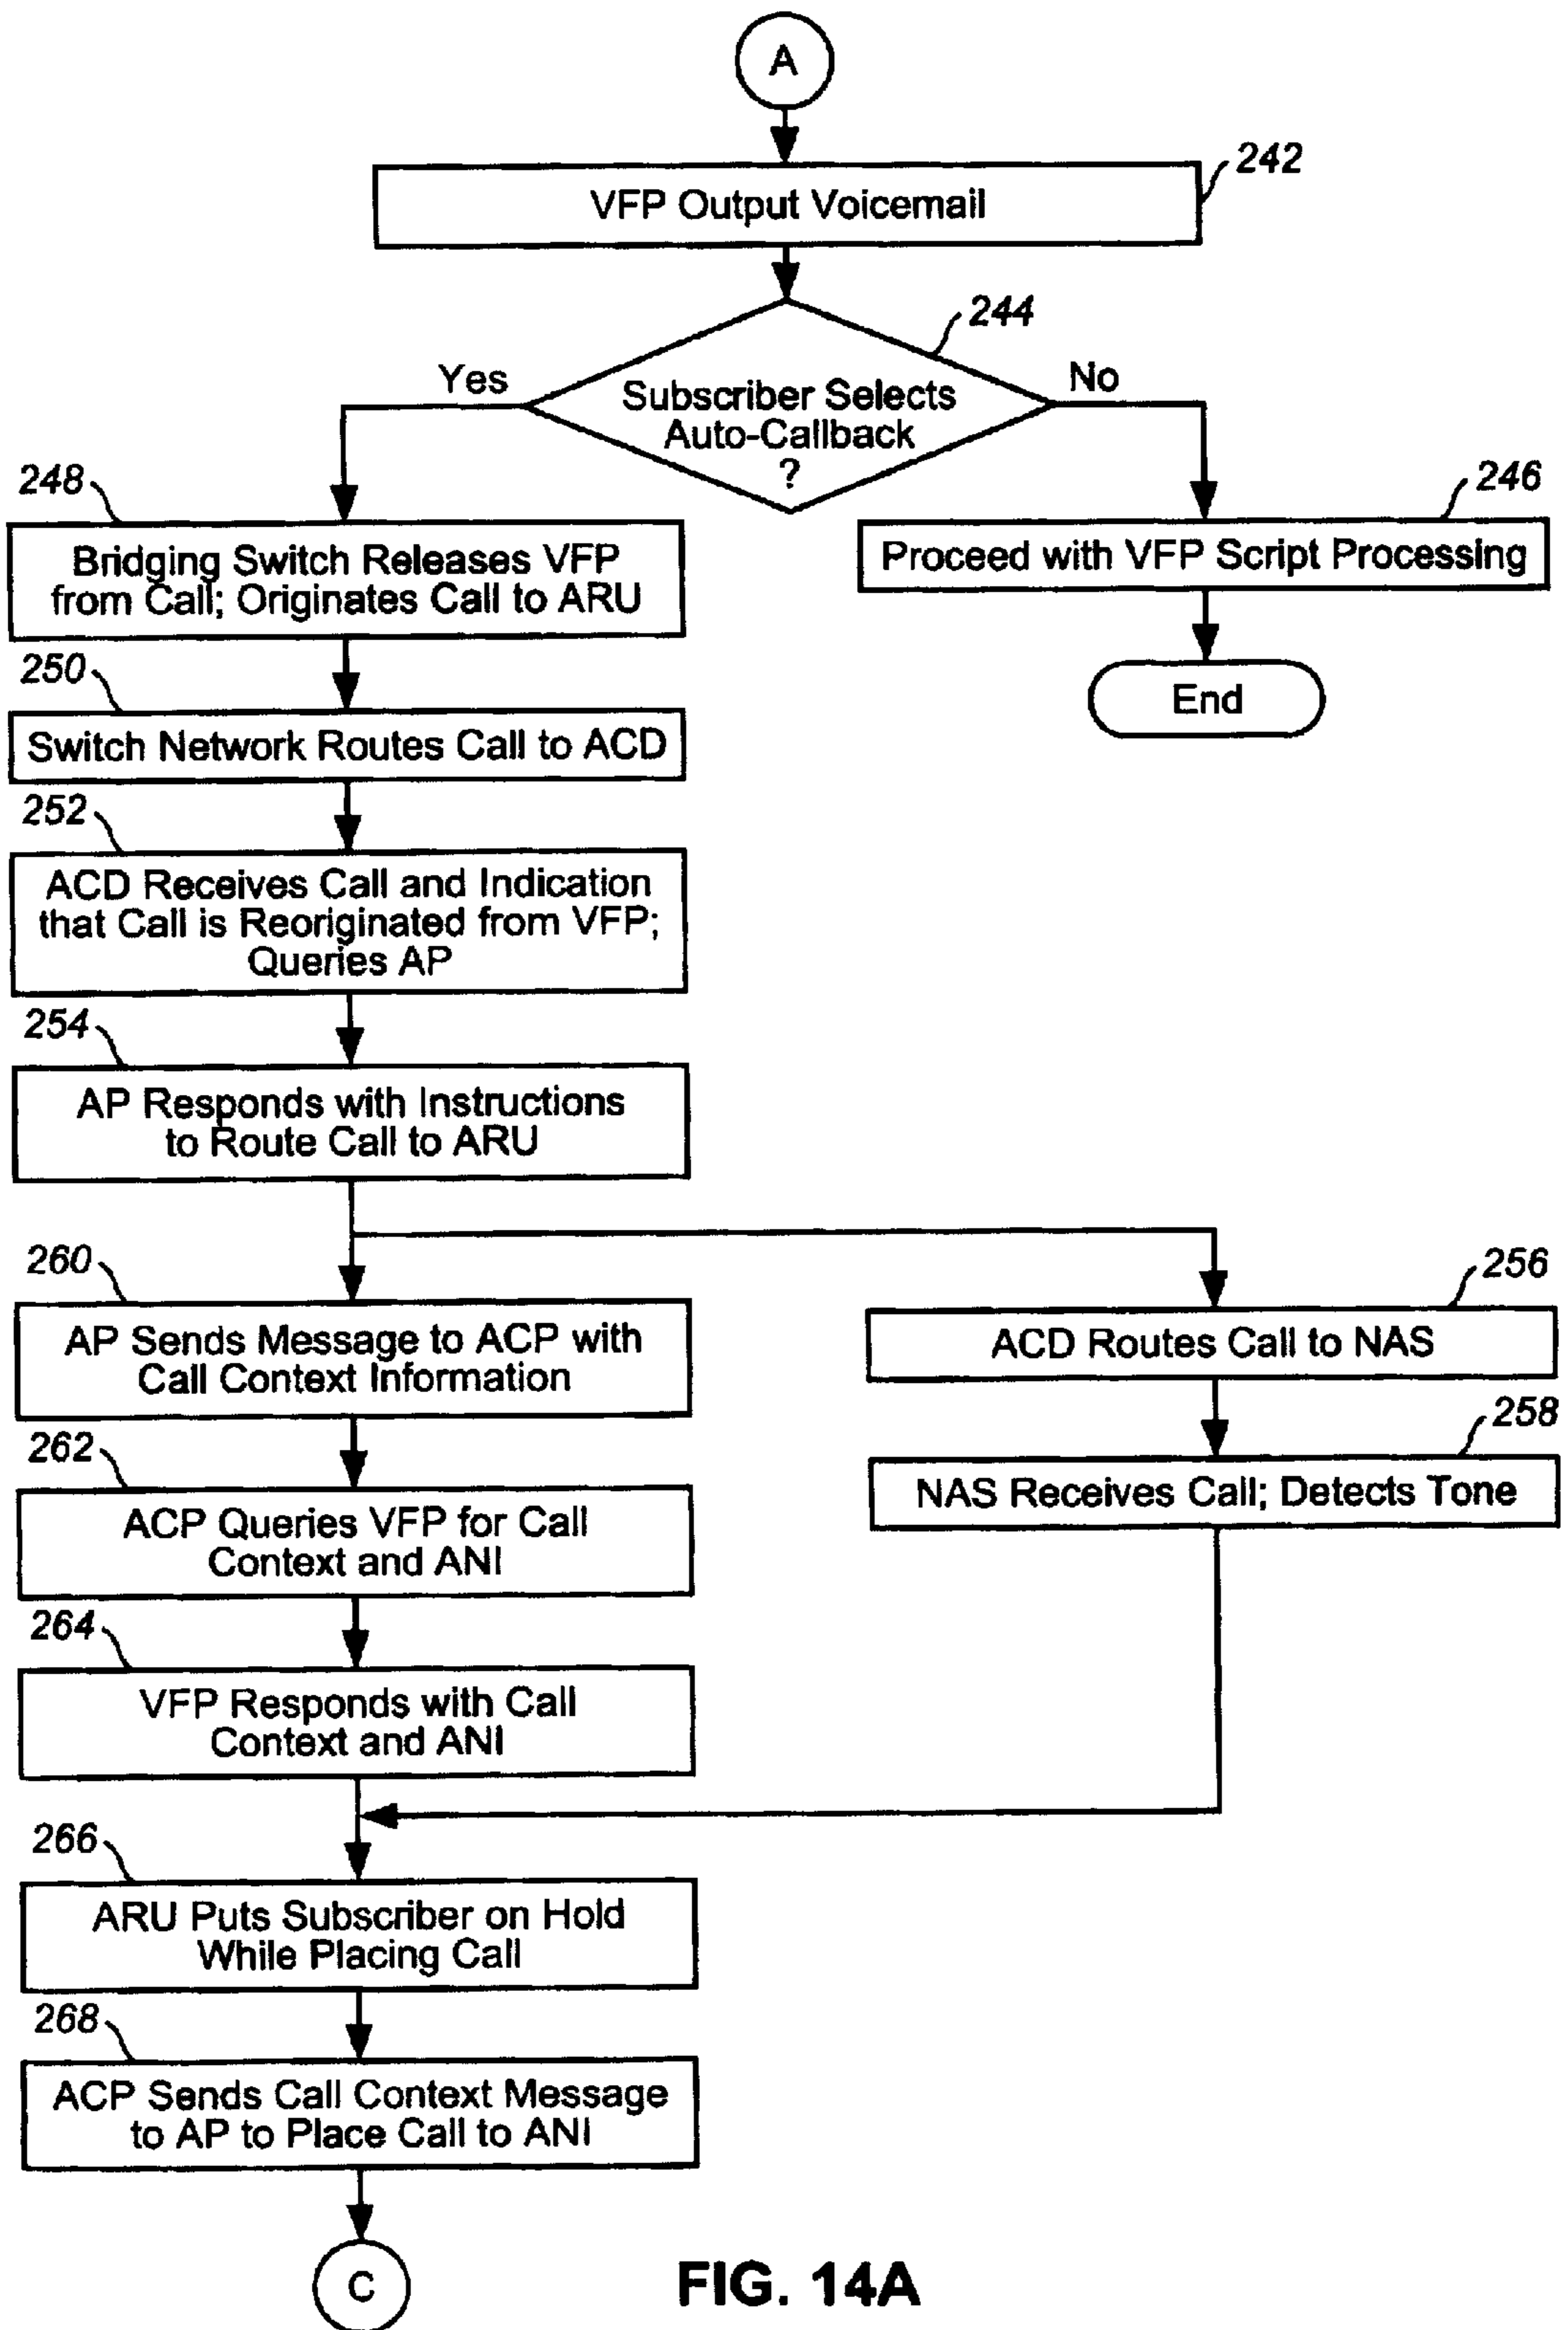 A
242
VFP Output Voicemail
244
Yes
No
Subscriber Selects
Auto-Callback
?
248
246
Bridging Switch Releases VFP
from Call; Originates Call to ARU
Proceed with VFP Script Processing
250
End
Switch Network Routes Call to ACD
252
ACD Receives Call and Indication
that Call is Reoriginated from VFP;
Queries AP
254
AP Responds with Instructions
to Route Call to ARU
260
256
AP Sends Message to ACP with
Call Context Information
ACD Routes Call to NAS
262
258
ACP Queries VFP for Call
Context and ANI
NAS Receives Call; Detects Tone
264
VFP Responds with Call
Context and ANI
266
ARU Puts Subscriber on Hold
While Placing Call
268
ACP Sends Call Context Message
to AP to Place Call to ANI
C
FIG. 14A